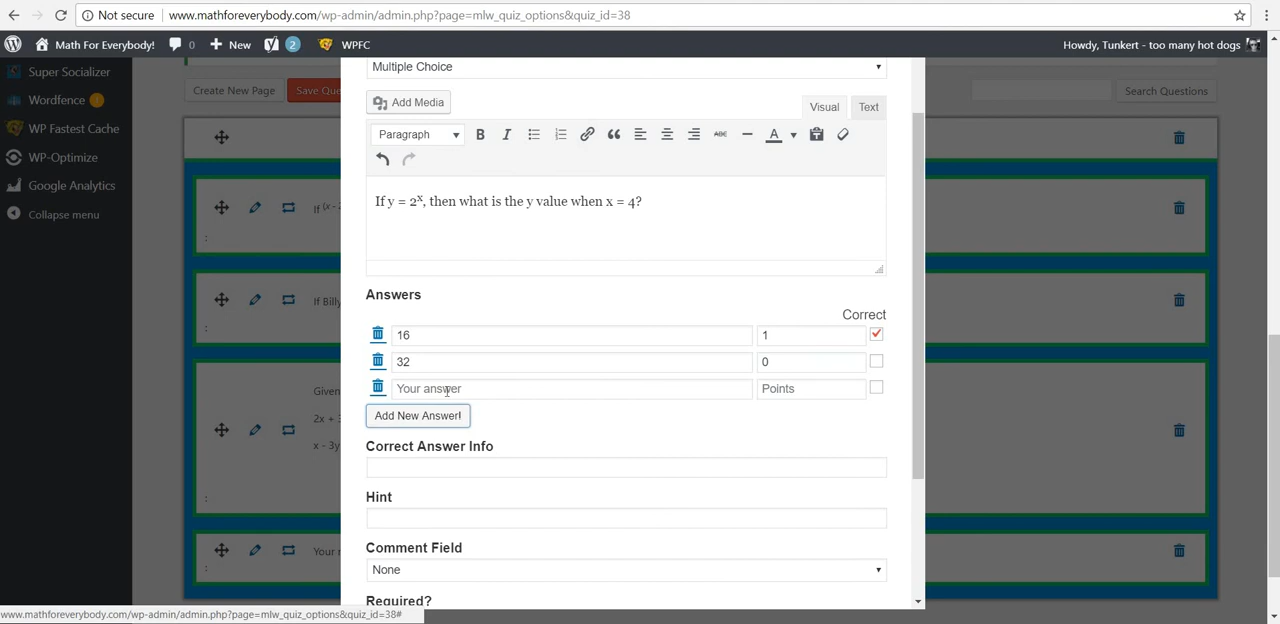 Not secure | www.mathforeverybody.com/wp-admin/admin.php?page=mlw_quiz_options&quiz_id=38
Math For Everybody! 0 New 2 WPFC Howdy, Tunkert - too many hot dogs
Super Socializer
Wordfence
WP Fastest Cache
WP-Optimize
Google Analytics
Collapse menu
Create New Page
Save Que
Search Questions
If (x -
:
If Billy
:
Given
2x + 3
x - 3y
:
Your
:
Multiple Choice
Add Media
Visual Text
Paragraph B I ABC A
If y = 2ˣ, then what is the y value when x = 4?
Answers
Correct
16 1
32 0
Your answer Points
Add New Answer!
Correct Answer Info
Hint
Comment Field
None
Required?
www.mathforeverybody.com/wp-admin/admin.php?page=mlw_quiz_options&quiz_id=38#